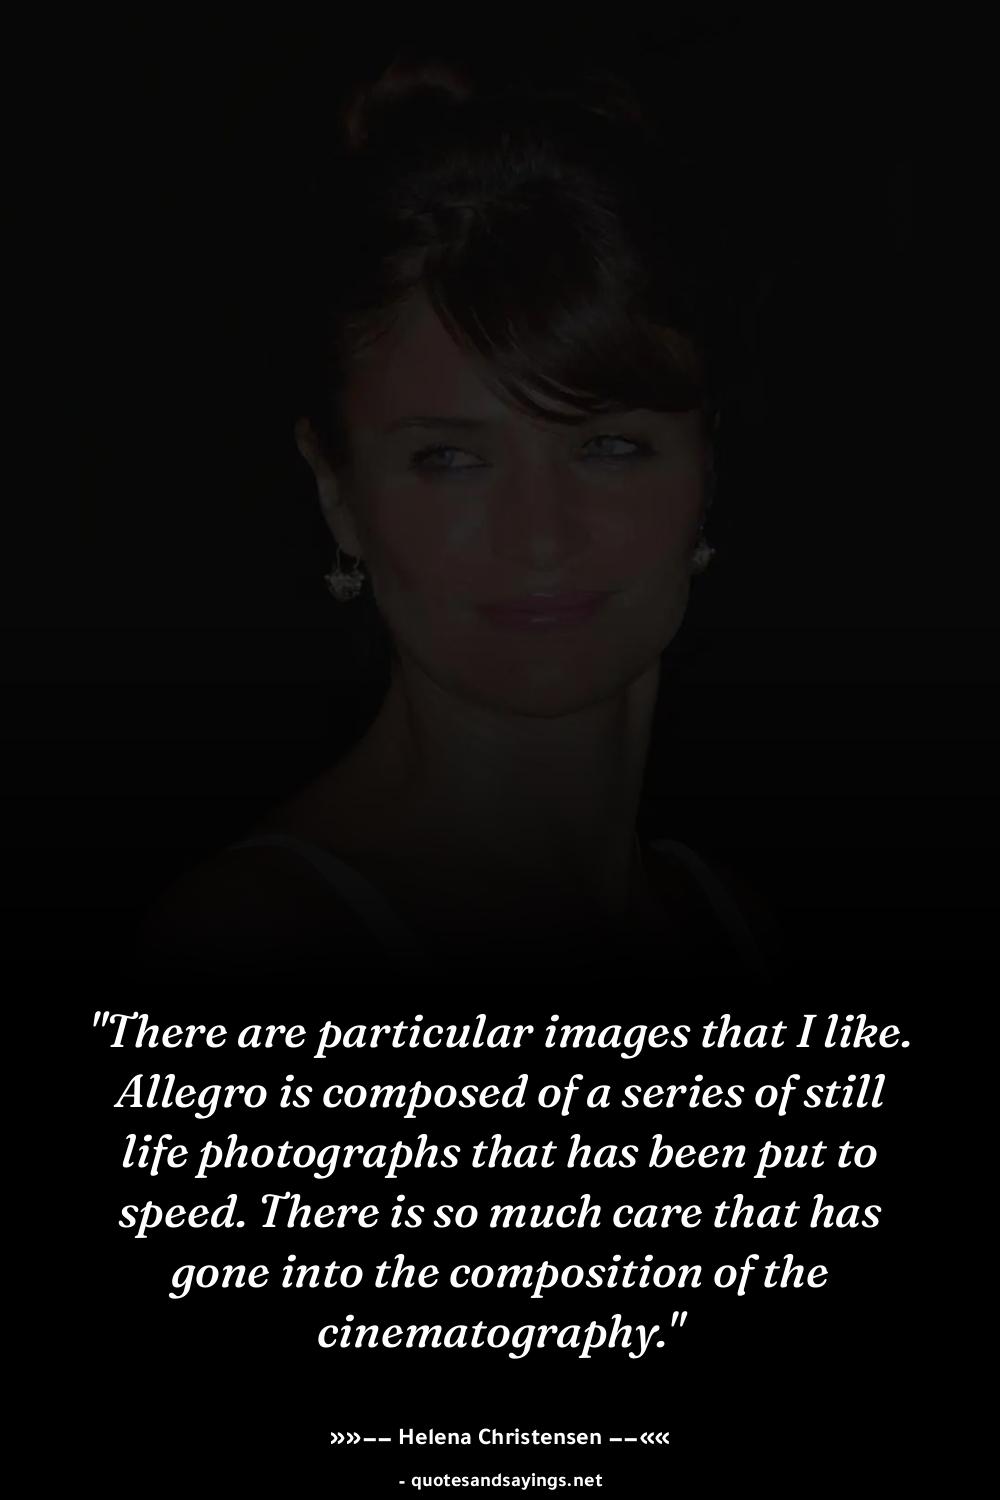 "There are particular images that I like.
Allegro is composed of a series of still
life photographs that has been put to
speed. There is so much care that has
gone into the composition of the
cinematography."
»»–– Helena Christensen ––««
- quotesandsayings.net